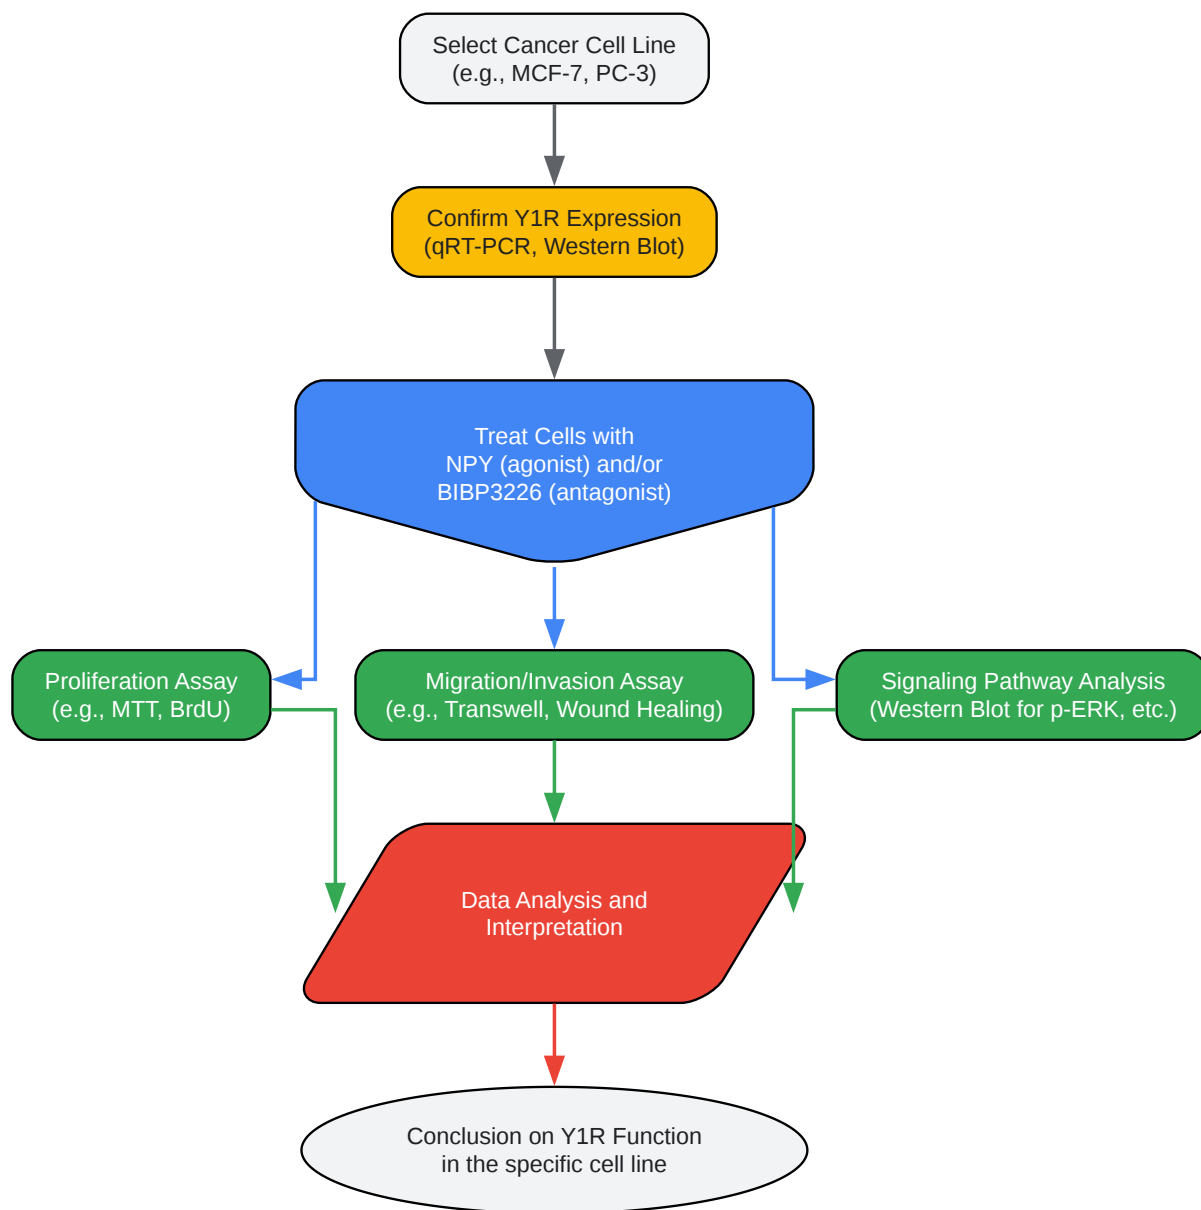 Select Cancer Cell Line
(e.g., MCF-7, PC-3)
Confirm Y1R Expression
(qRT-PCR, Western Blot)
Treat Cells with
NPY (agonist) and/or
BIBP3226 (antagonist)
Proliferation Assay
(e.g., MTT, BrdU)
Migration/Invasion Assay
(e.g., Transwell, Wound Healing)
Signaling Pathway Analysis
(Western Blot for p-ERK, etc.)
Data Analysis and
Interpretation
Conclusion on Y1R Function
in the specific cell line